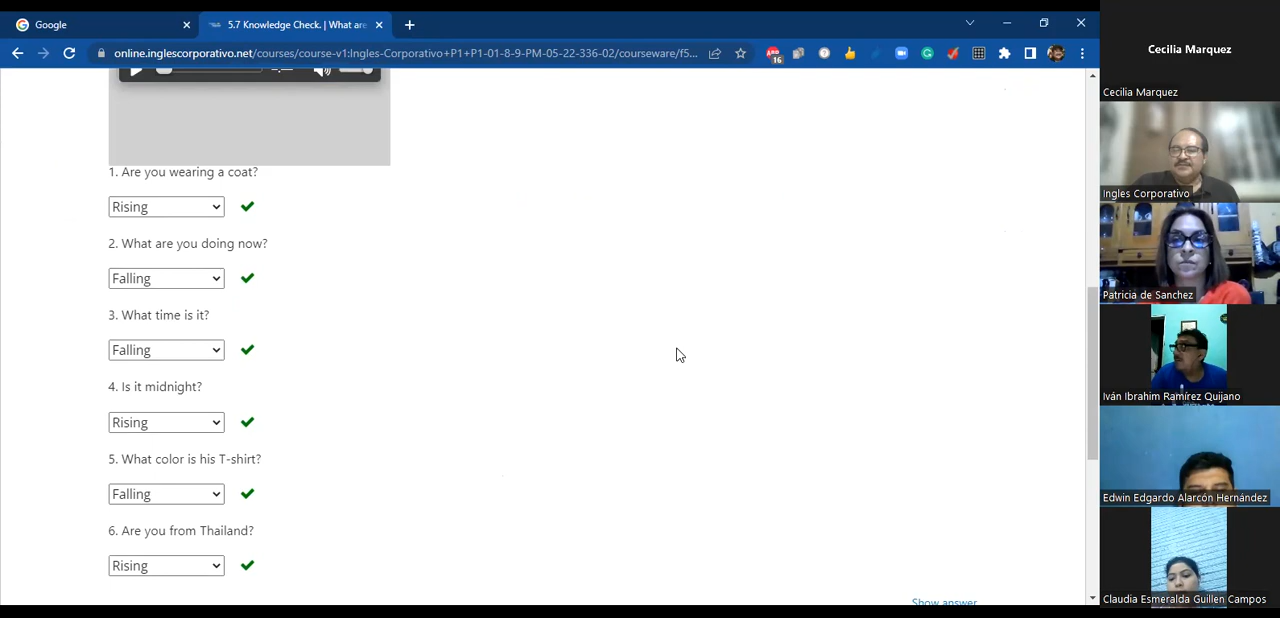 Google
5.7 Knowledge Check. | What are
online.inglescorporativo.net/courses/course-v1:Ingles-Corporativo+P1+P1-01-8-9-PM-05-22-336-02/courseware/f5...
16
1. Are you wearing a coat?
Rising
2. What are you doing now?
Falling
3. What time is it?
Falling
4. Is it midnight?
Rising
5. What color is his T-shirt?
Falling
6. Are you from Thailand?
Rising
Show answer
Cecilia Marquez
Cecilia Marquez
Ingles Corporativo
Patricia de Sanchez
Iván Ibrahim Ramírez Quijano
Edwin Edgardo Alarcón Hernández
Claudia Esmeralda Guillen Campos